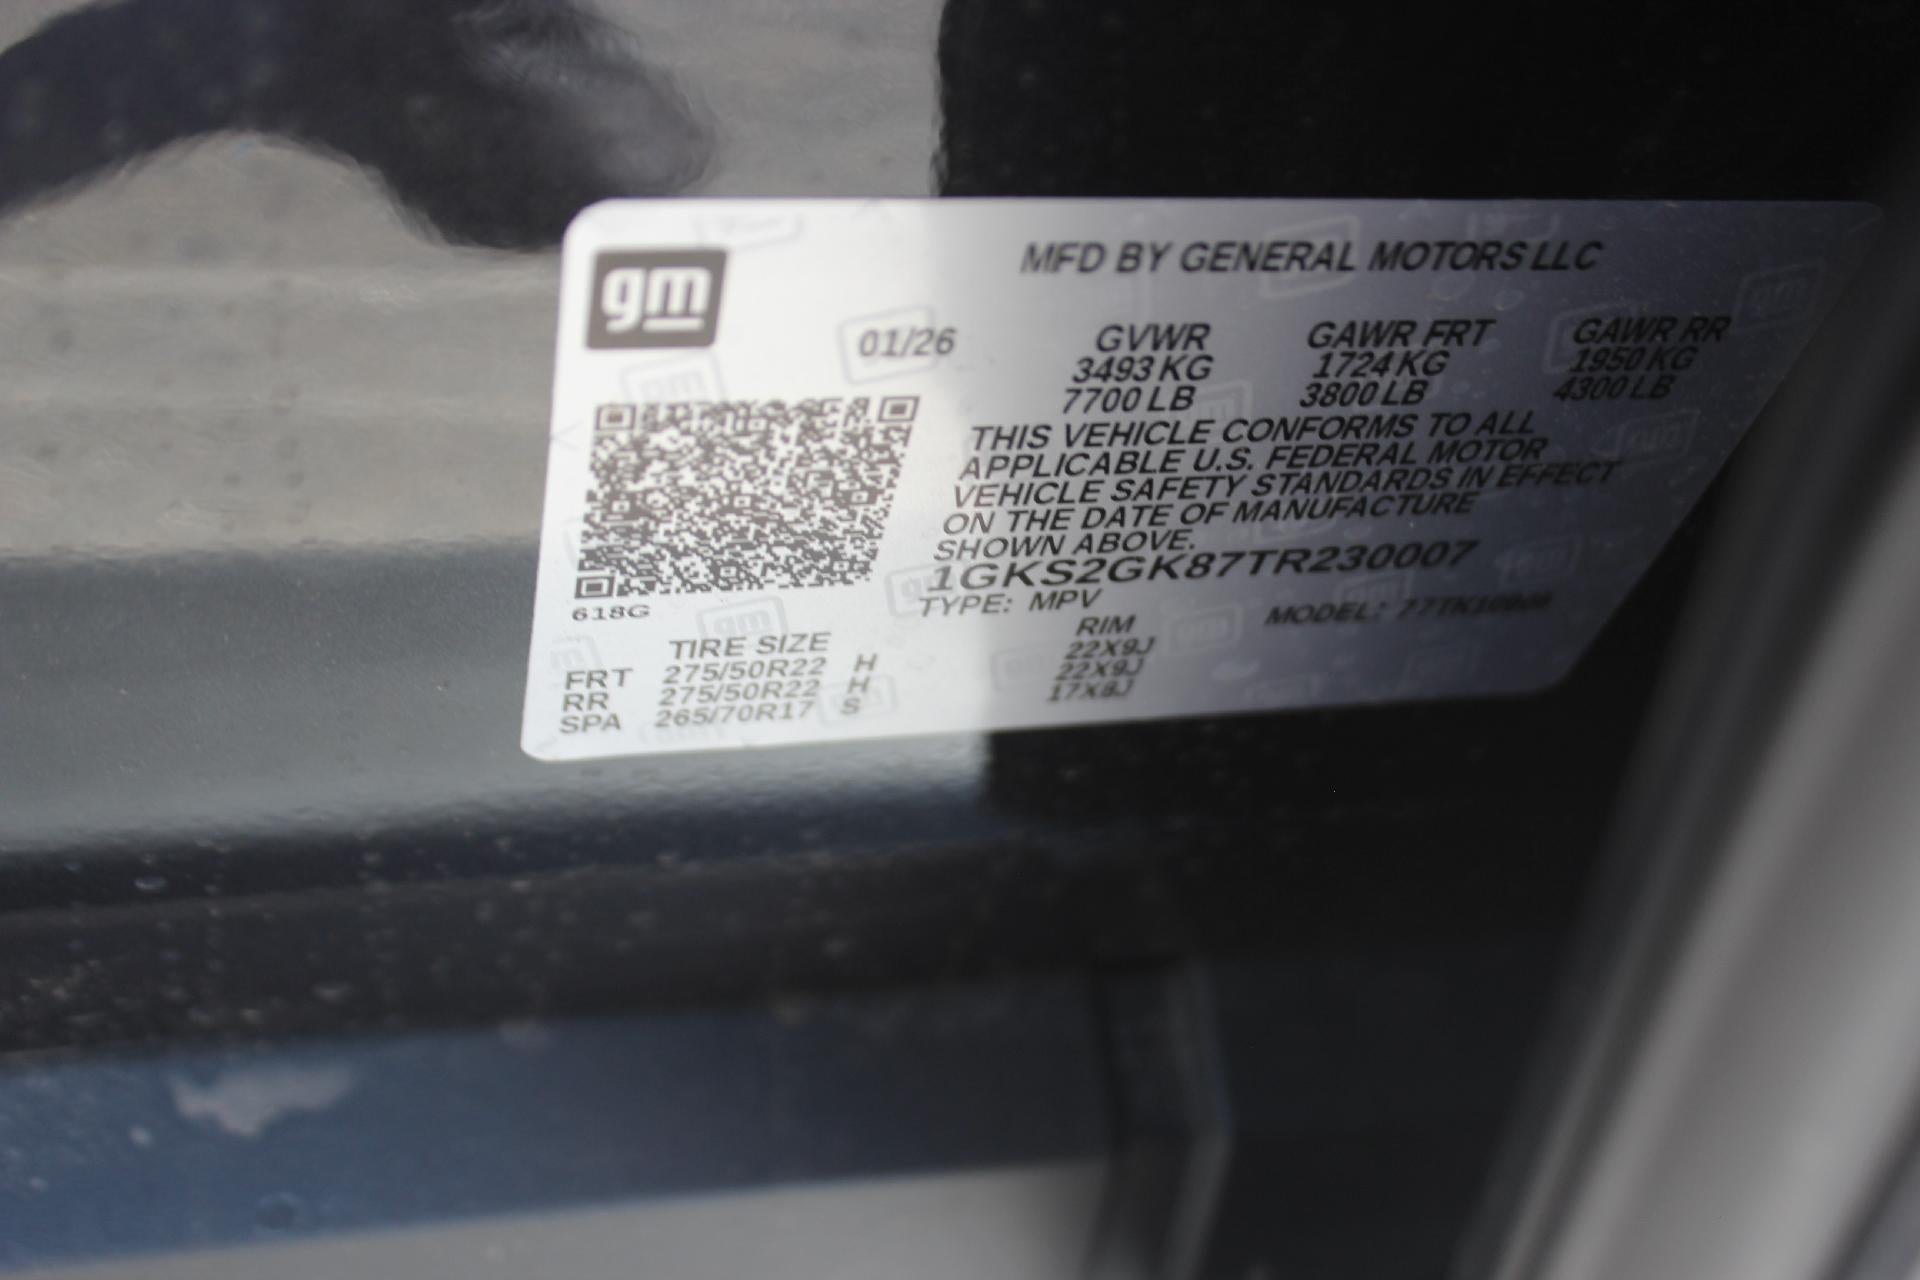 gm
MFD BY GENERAL MOTORS LLC
01/26
GVWR GAWR FRT GAWR RR
3493 KG 1724 KG 1950 KG
7700 LB 3800 LB 4300 LB
THIS VEHICLE CONFORMS TO ALL
APPLICABLE U.S. FEDERAL MOTOR
VEHICLE SAFETY STANDARDS IN EFFECT
ON THE DATE OF MANUFACTURE
SHOWN ABOVE.
1GKS2GK87TR230007
618G
TYPE: MPV MODEL:
TIRE SIZE RIM
FRT 275/50R22 H 22X9J
RR 275/50R22 H 22X9J
SPA 265/70R17 S 17X8J